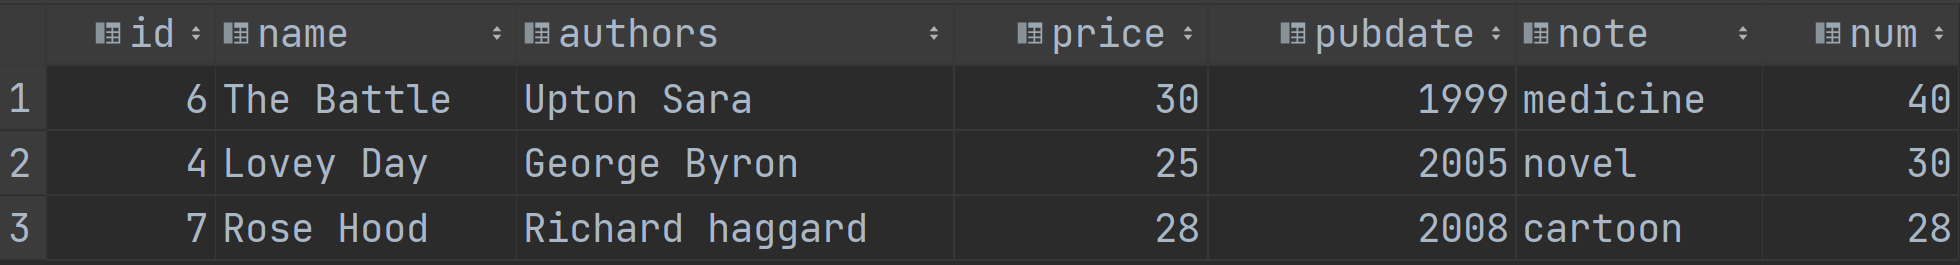 id name authors price pubdate note num
1 6 The Battle Upton Sara 30 1999 medicine 40
2 4 Lovey Day George Byron 25 2005 novel 30
3 7 Rose Hood Richard haggard 28 2008 cartoon 28